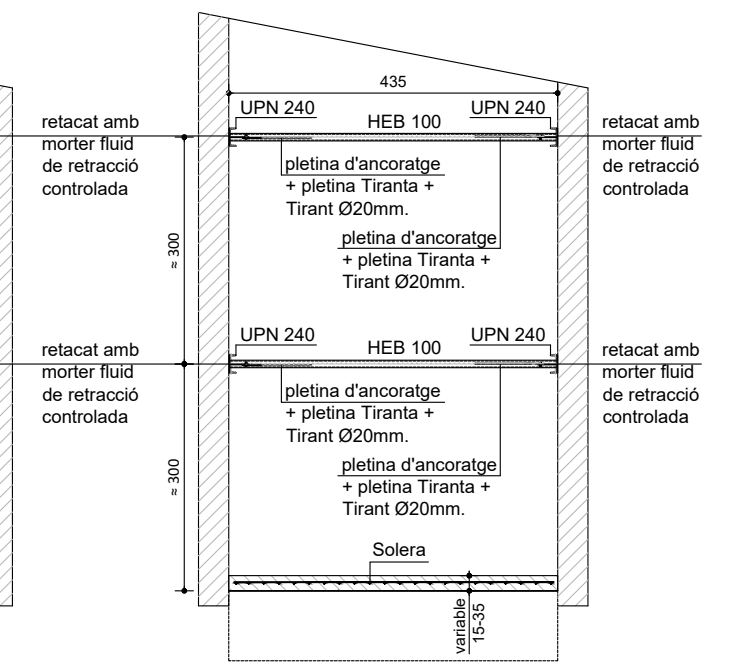 435
UPN 240
HEB 100
UPN 240
retacat amb
morter fluid
de retracció
controlada
pletina d'ancoratge
+ pletina Tiranta +
Tirant Ø20mm.
pletina d'ancoratge
+ pletina Tiranta +
Tirant Ø20mm.
retacat amb
morter fluid
de retracció
controlada
≈ 300
UPN 240
HEB 100
UPN 240
retacat amb
morter fluid
de retracció
controlada
pletina d'ancoratge
+ pletina Tiranta +
Tirant Ø20mm.
pletina d'ancoratge
+ pletina Tiranta +
Tirant Ø20mm.
retacat amb
morter fluid
de retracció
controlada
≈ 300
Solera
variable
15-35